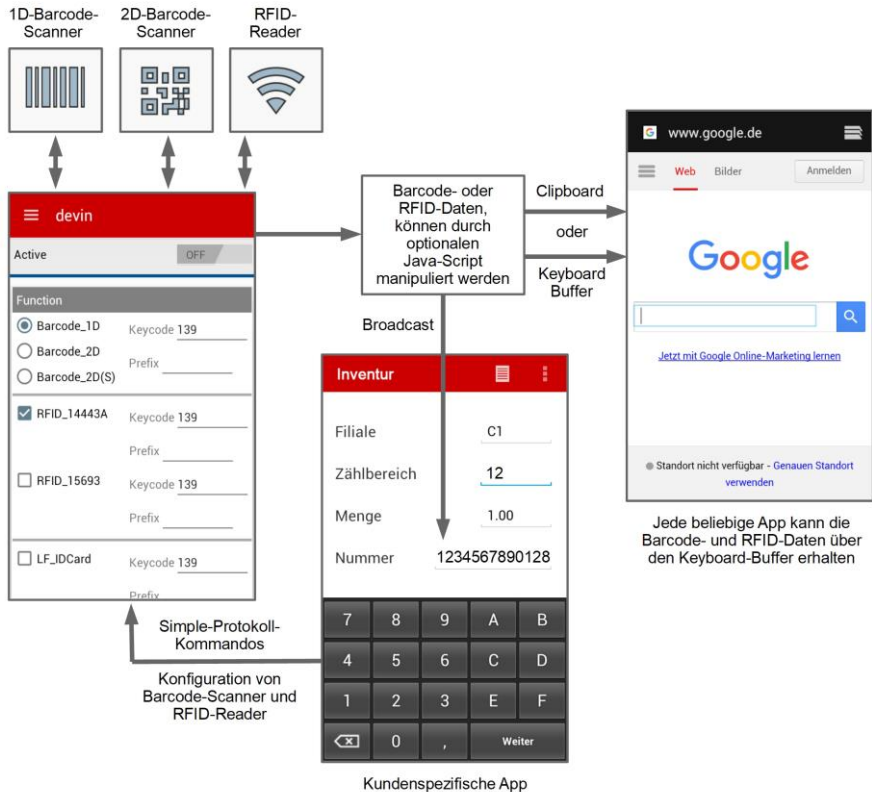 1D-Barcode-
Scanner
2D-Barcode-
Scanner
RFID-
Reader
devin
Active
OFF
Function
Barcode_1D
Keycode 139
Barcode_2D
Prefix
Barcode_2D(S)
RFID_14443A
Keycode 139
Prefix
RFID_15693
Keycode 139
Prefix
LF_IDCard
Keycode 139
Prefix
Barcode- oder
RFID-Daten,
können durch
optionalen
Java-Script
manipuliert werden
Clipboard
oder
Keyboard
Buffer
Broadcast
G www.google.de
Web Bilder Anmelden
Google
Jetzt mit Google Online-Marketing lernen
Standort nicht verfügbar - Genauen Standort
verwenden
Jede beliebige App kann die
Barcode- und RFID-Daten über
den Keyboard-Buffer erhalten
Inventur
Filiale C1
Zählbereich 12
Menge 1.00
Nummer 1234567890128
7 8 9 A B
4 5 6 C D
1 2 3 E F
0 , Weiter
Simple-Protokoll-
Kommandos
Konfiguration von
Barcode-Scanner und
RFID-Reader
Kundenspezifische App